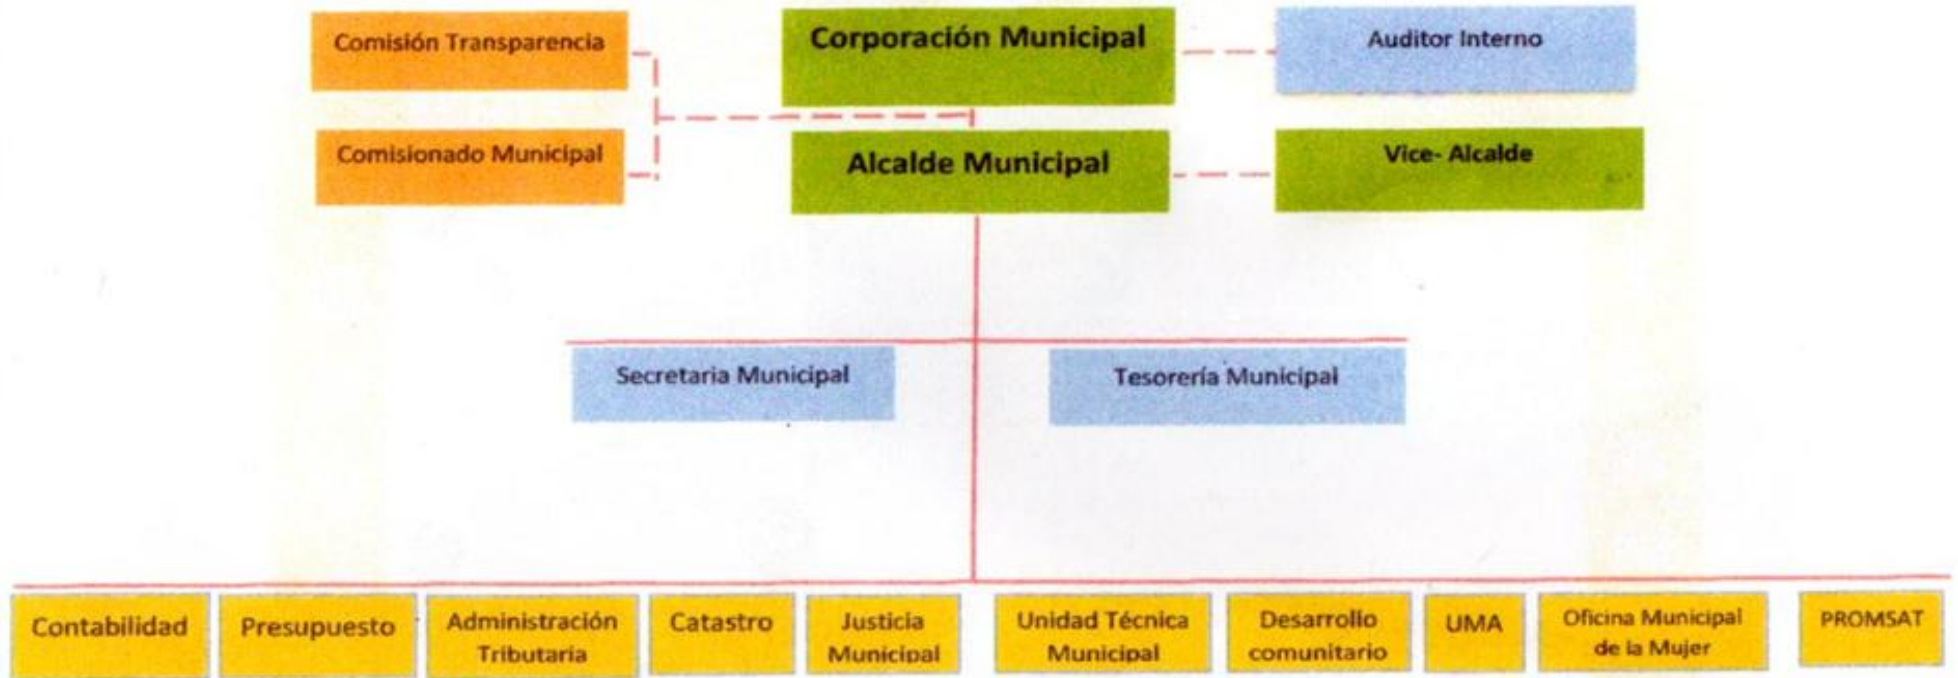 Comisión Transparencia
Corporación Municipal
Auditor Interno
Comisionado Municipal
Alcalde Municipal
Vice- Alcalde
Secretaria Municipal
Tesorería Municipal
Contabilidad
Presupuesto
Administración
Tributaria
Catastro
Justicia
Municipal
Unidad Técnica
Municipal
Desarrollo
comunitario
UMA
Oficina Municipal
de la Mujer
PROMSAT